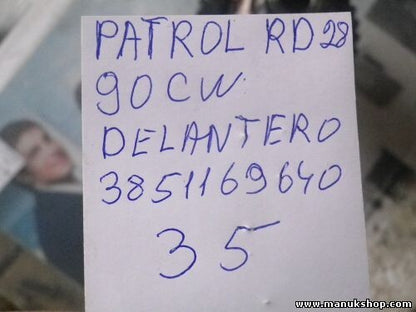 PATROL RD28
90CW
DELANTERO
3851169640
35
www.manukshop.com